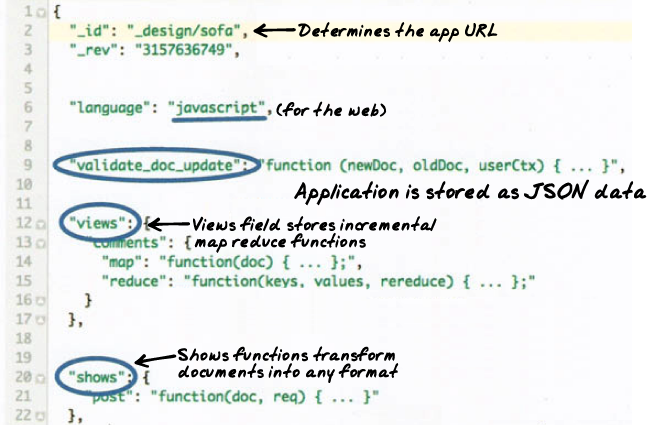 1 {
2 "_id": "_design/sofa", Determines the app URL
3 "_rev": "3157636749",
4
5
6 "language": "javascript", (for the web)
7
8
9 "validate_doc_update": "function (newDoc, oldDoc, userCtx) { ... }",
10 Application is stored as JSON data
11
12 "views": { Views field stores incremental
13 "comments": { map reduce functions
14 "map": "function(doc) { ... };",
15 "reduce": "function(keys, values, rereduce) { ... };"
16 }
17 },
18
19 Shows functions transform
documents into any format
20 "shows": {
21 "post": "function(doc, req) { ... }"
22 },